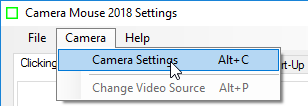 Camera Mouse 2018 Settings
File Camera Help
Clicking
Camera Settings Alt+C
rt-Up
Change Video Source Alt+P